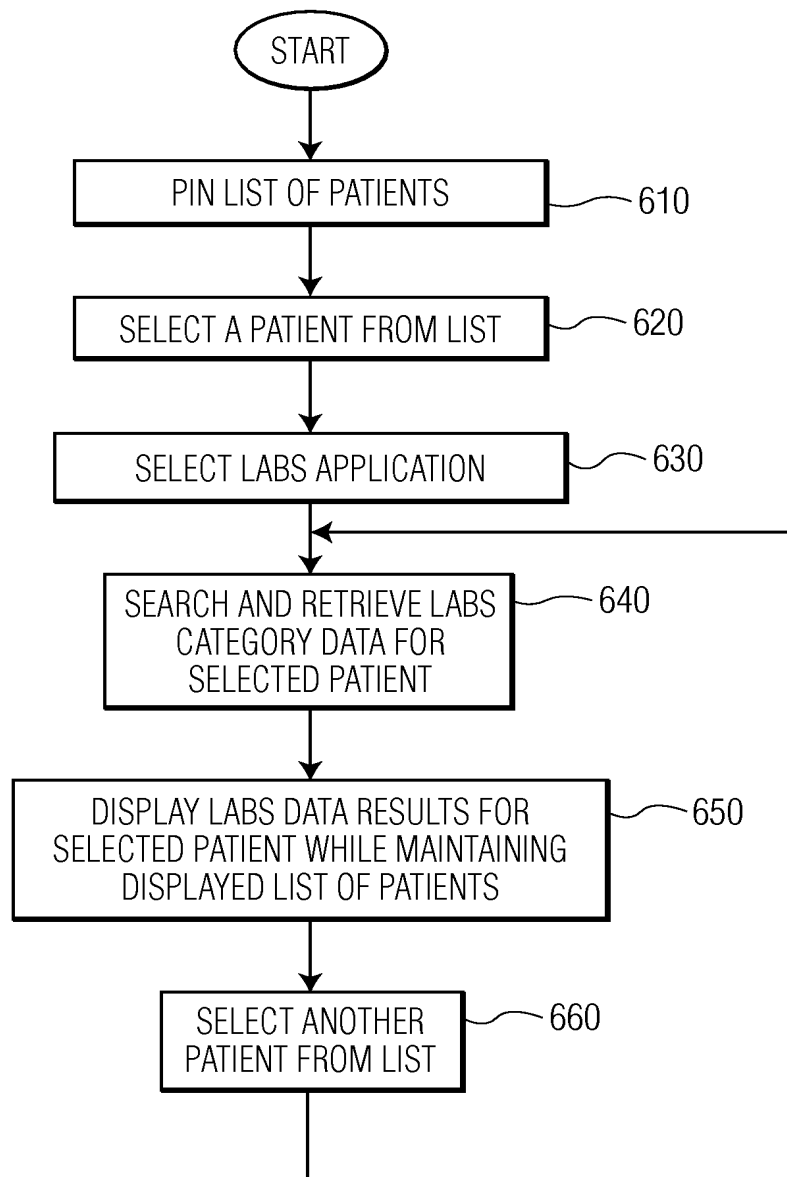 START
PIN LIST OF PATIENTS
610
SELECT A PATIENT FROM LIST
620
SELECT LABS APPLICATION
630
SEARCH AND RETRIEVE LABS
CATEGORY DATA FOR
SELECTED PATIENT
640
DISPLAY LABS DATA RESULTS FOR
SELECTED PATIENT WHILE MAINTAINING
DISPLAYED LIST OF PATIENTS
650
SELECT ANOTHER
PATIENT FROM LIST
660